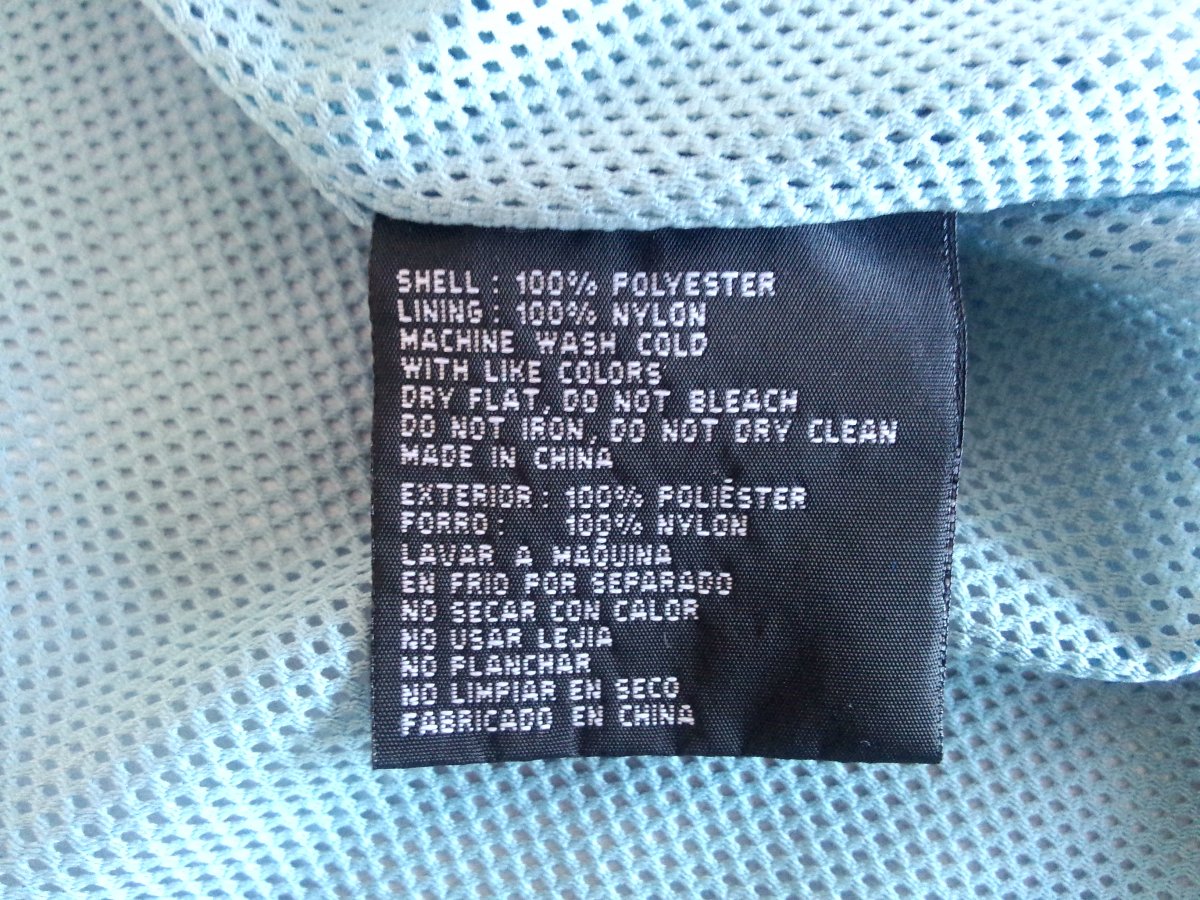 SHELL : 100% POLYESTER
LINING : 100% NYLON
MACHINE WASH COLD
WITH LIKE COLORS
DRY FLAT, DO NOT BLEACH
DO NOT IRON, DO NOT DRY CLEAN
MADE IN CHINA
EXTERIOR : 100% POLIÉSTER
FORRO : 100% NYLON
LAVAR A MAQUINA
EN FRIO POR SEPARADO
NO SECAR CON CALOR
NO USAR LEJIA
NO PLANCHAR
NO LIMPIAR EN SECO
FABRICADO EN CHINA